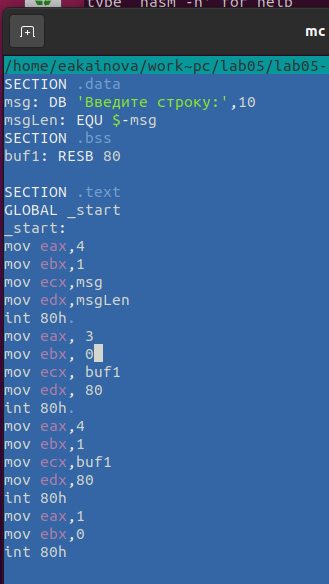 type 'nasm -h' for help
mc
/home/eakainova/work~pc/lab05/lab05-
SECTION .data
msg: DB 'Введите строку:',10
msgLen: EQU $-msg
SECTION .bss
buf1: RESB 80
SECTION .text
GLOBAL _start
_start:
mov eax,4
mov ebx,1
mov ecx,msg
mov edx,msgLen
int 80h.
mov eax, 3
mov ebx, 0
mov ecx, buf1
mov edx, 80
int 80h.
mov eax,4
mov ebx,1
mov ecx,buf1
mov edx,80
int 80h
mov eax,1
mov ebx,0
int 80h